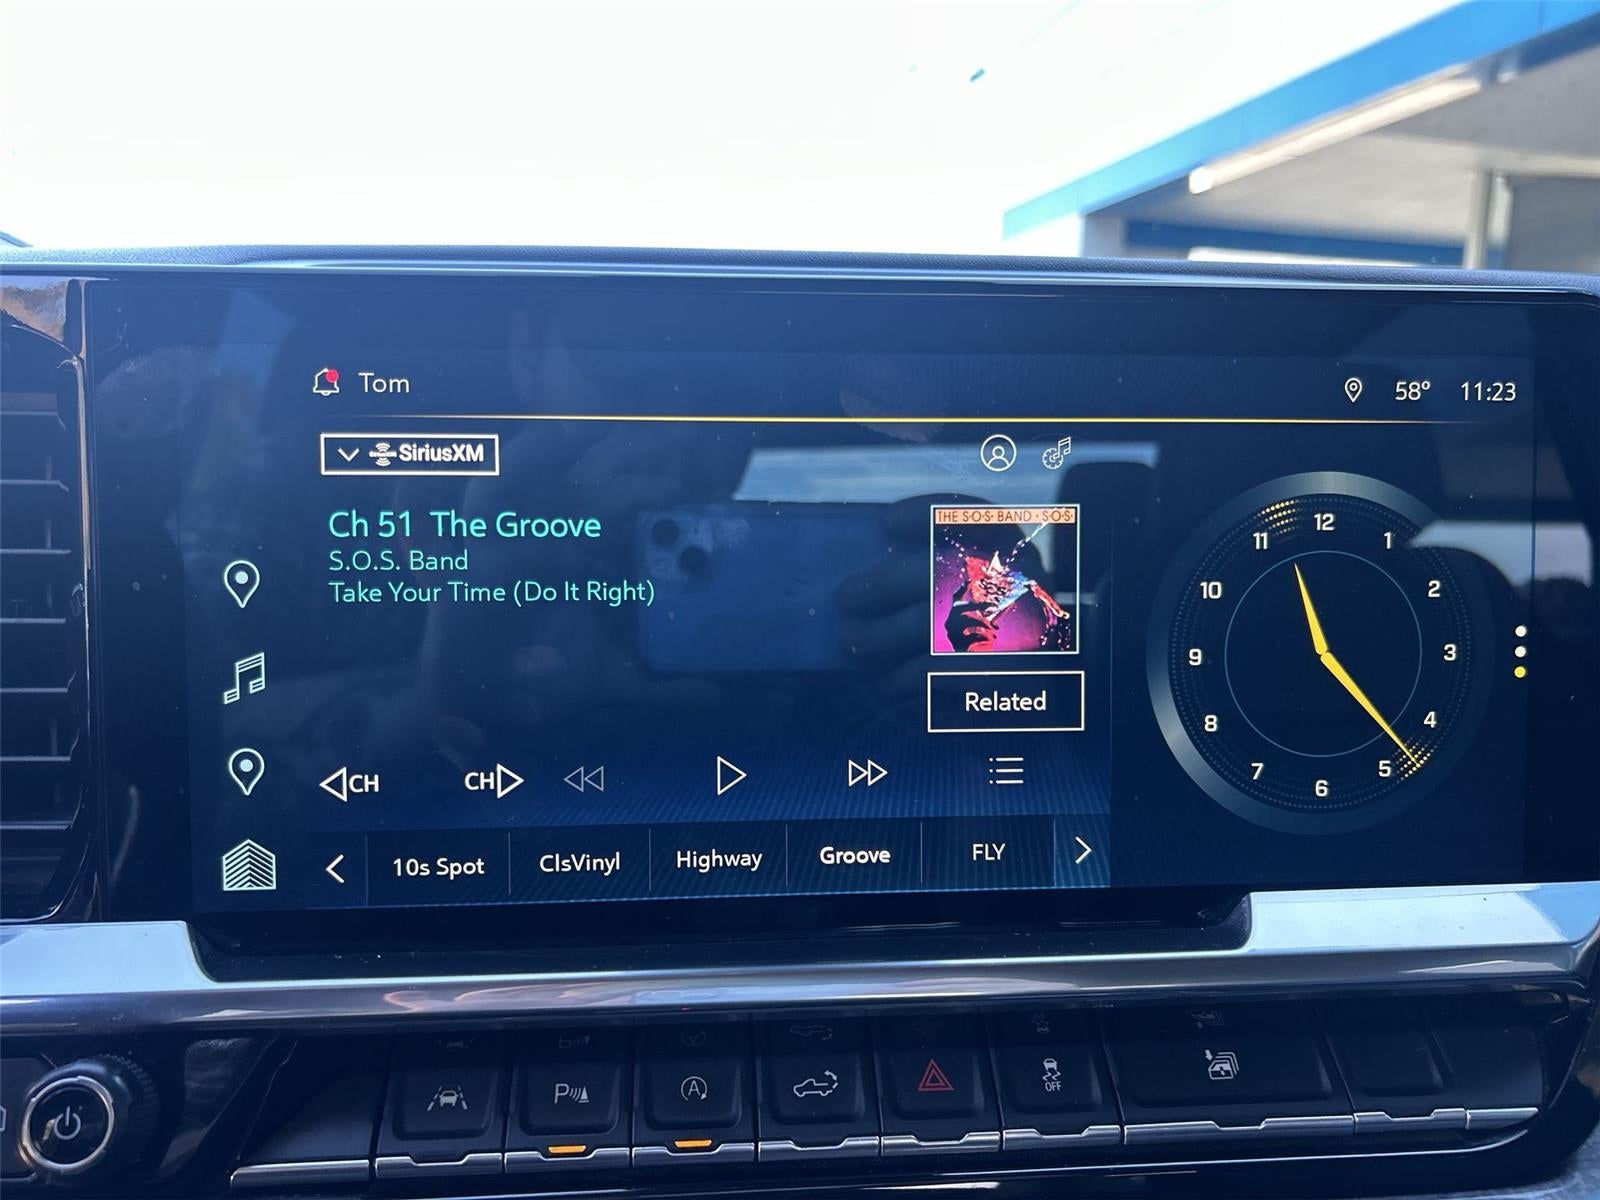 Tom
58° 11:23
SiriusXM
Ch 51 The Groove
S.O.S. Band
Take Your Time (Do It Right)
THE S·O·S· BAND · S·O·S·
Related
CH CH
10s Spot ClsVinyl Highway Groove FLY
12
11 1
10 2
9 3
8 4
7 5
6
P A OFF